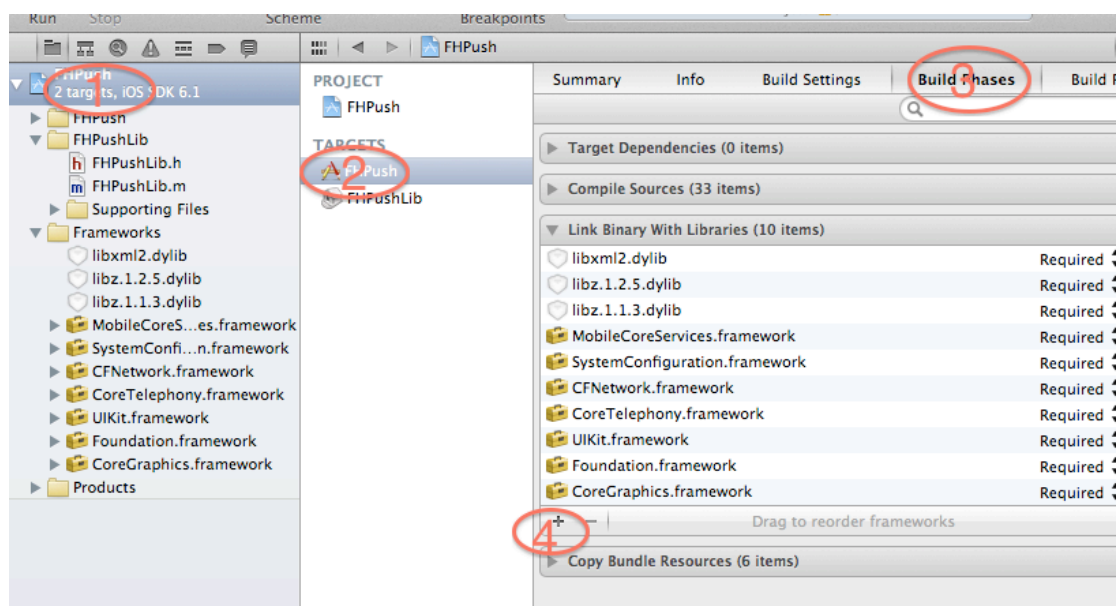 Run Stop Scheme Breakpoints
FHPush
FHPush
2 targets, iOS SDK 6.1
1
FHPush
FHPushLib
FHPushLib.h
FHPushLib.m
Supporting Files
Frameworks
libxml2.dylib
libz.1.2.5.dylib
libz.1.1.3.dylib
MobileCoreS...es.framework
SystemConfi...n.framework
CFNetwork.framework
CoreTelephony.framework
UIKit.framework
Foundation.framework
CoreGraphics.framework
Products
PROJECT
FHPush
TARGETS
FHPush
2
FHPushLib
Summary Info Build Settings Build Phases Build
3
Target Dependencies (0 items)
Compile Sources (33 items)
Link Binary With Libraries (10 items)
libxml2.dylib Required
libz.1.2.5.dylib Required
libz.1.1.3.dylib Required
MobileCoreServices.framework Required
SystemConfiguration.framework Required
CFNetwork.framework Required
CoreTelephony.framework Required
UIKit.framework Required
Foundation.framework Required
CoreGraphics.framework Required
+ − Drag to reorder frameworks
4
Copy Bundle Resources (6 items)